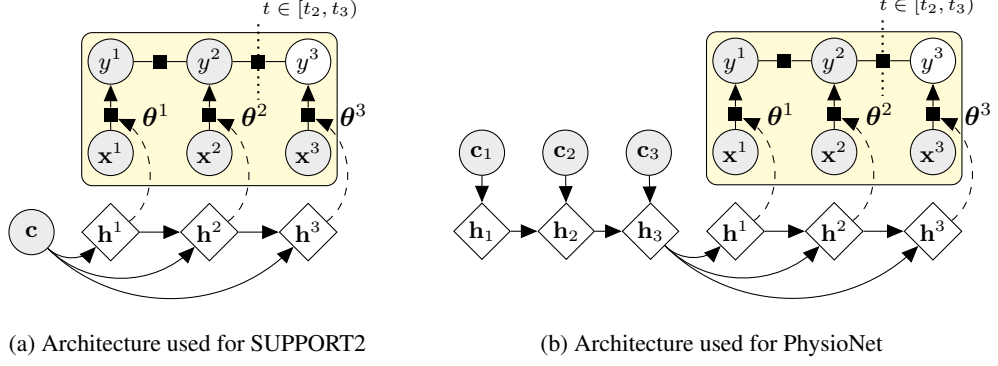 t ∈ [t₂, t₃)
y¹ y² y³
θ¹ θ² θ³
x¹ x² x³
c h¹ h² h³
(a) Architecture used for SUPPORT2
t ∈ [t₂, t₃)
y¹ y² y³
θ¹ θ² θ³
c₁ c₂ c₃ x¹ x² x³
h₁ h₂ h₃ h¹ h² h³
(b) Architecture used for PhysioNet